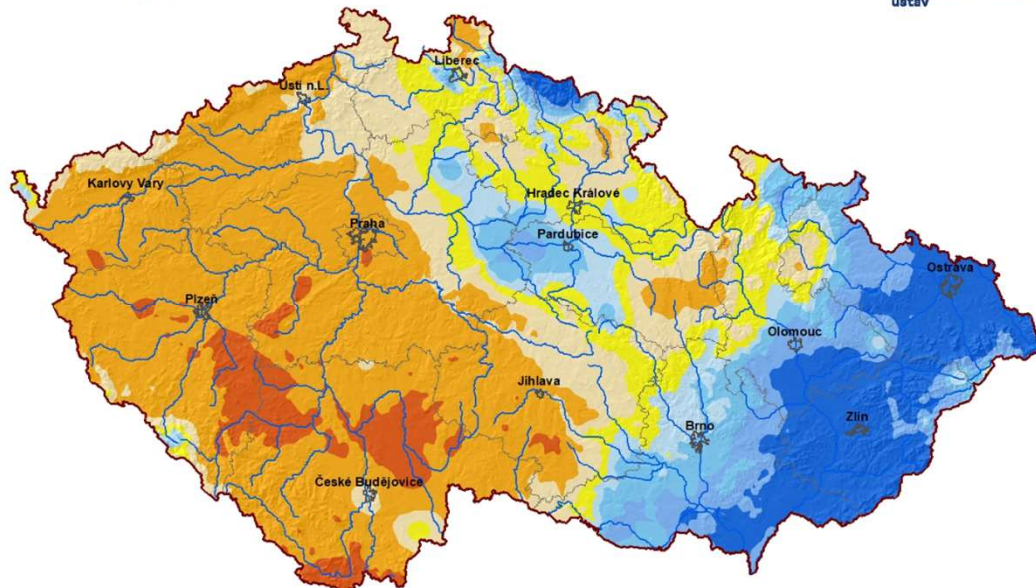 ústav
Liberec
Ústí n.L.
Karlovy Vary
Hradec Králové
Praha
Pardubice
Ostrava
Plzeň
Olomouc
Jihlava
Zlín
Brno
České Budějovice